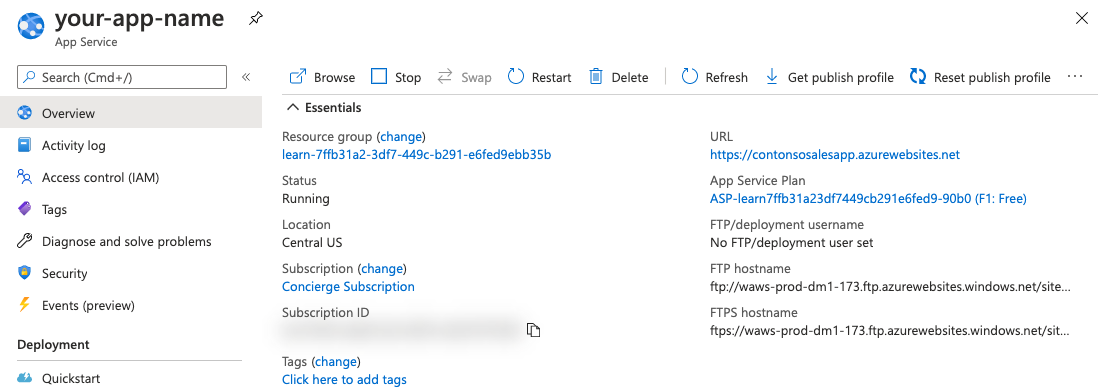 your-app-name
App Service
Search (Cmd+/)
«
Overview
Activity log
Access control (IAM)
Tags
Diagnose and solve problems
Security
Events (preview)
Deployment
Quickstart
Browse Stop Swap Restart Delete Refresh Get publish profile Reset publish profile ...
Essentials
Resource group (change)
learn-7ffb31a2-3df7-449c-b291-e6fed9ebb35b
Status
Running
Location
Central US
Subscription (change)
Concierge Subscription
Subscription ID
Tags (change)
Click here to add tags
URL
https://contonsosalesapp.azurewebsites.net
App Service Plan
ASP-learn7ffb31a23df7449cb291e6fed9-90b0 (F1: Free)
FTP/deployment username
No FTP/deployment user set
FTP hostname
ftp://waws-prod-dm1-173.ftp.azurewebsites.windows.net/site...
FTPS hostname
ftps://waws-prod-dm1-173.ftp.azurewebsites.windows.net/sit...